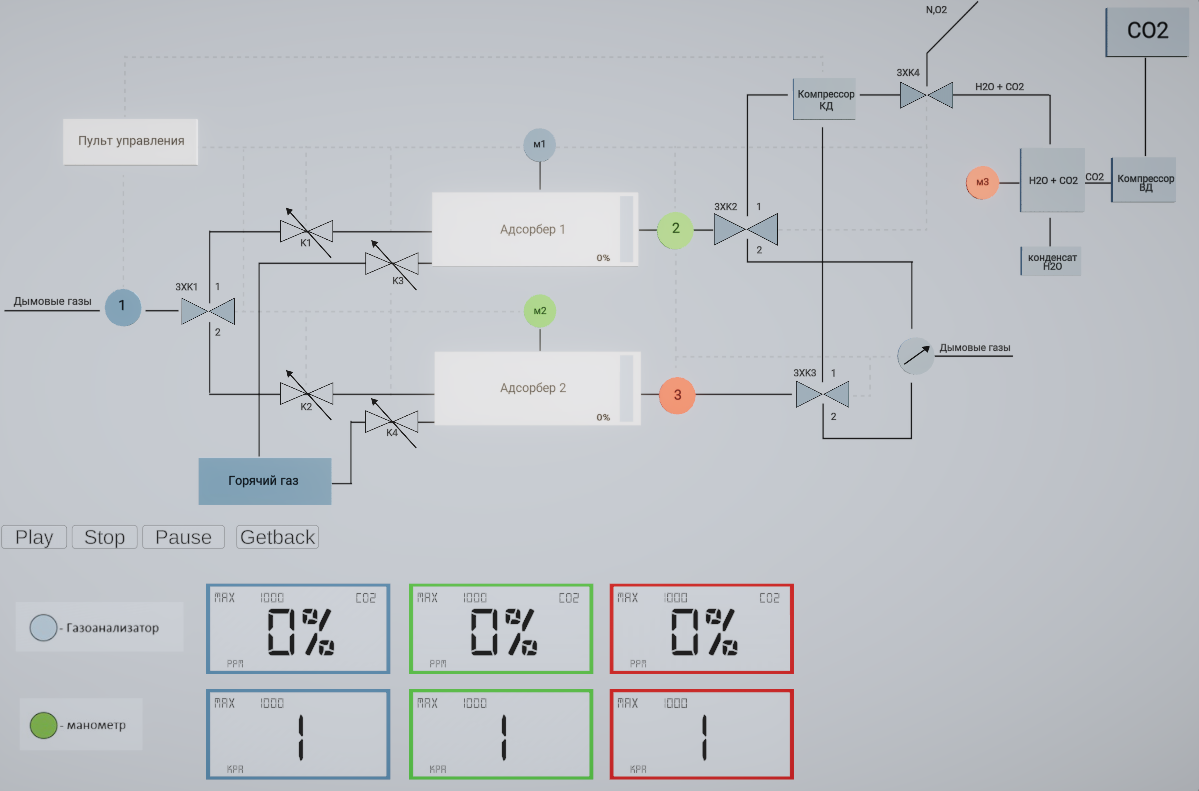 N,O2
CO2
3ХК4
H2O + CO2
Компрессор
КД
Пульт управления
м1
м3
H2O + CO2
CO2
Компрессор
ВД
Адсорбер 1
0%
2
3ХК2
1
2
К1
К3
конденсат
H2O
Дымовые газы
1
3ХК1
1
2
м2
Дымовые газы
Адсорбер 2
0%
3
3ХК3
1
2
К2
К4
Горячий газ
Play
Stop
Pause
Getback
- Газоанализатор
MAX 1000 CO2
0%
PPM
MAX 1000 CO2
0%
PPM
MAX 1000 CO2
0%
PPM
- манометр
MAX 1000
1
KPA
MAX 1000
1
KPA
MAX 1000
1
KPA